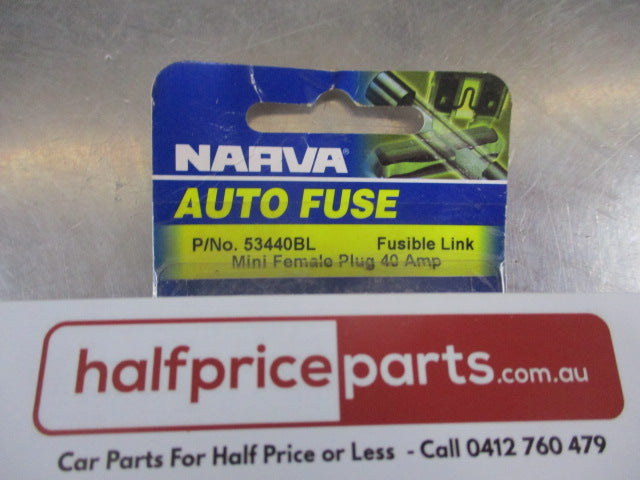 NARVA®
AUTO FUSE
P/No. 53440BL Fusible Link
Mini Female Plug 40 Amp
halfpriceparts.com.au
Car Parts For Half Price or Less - Call 0412 760 479